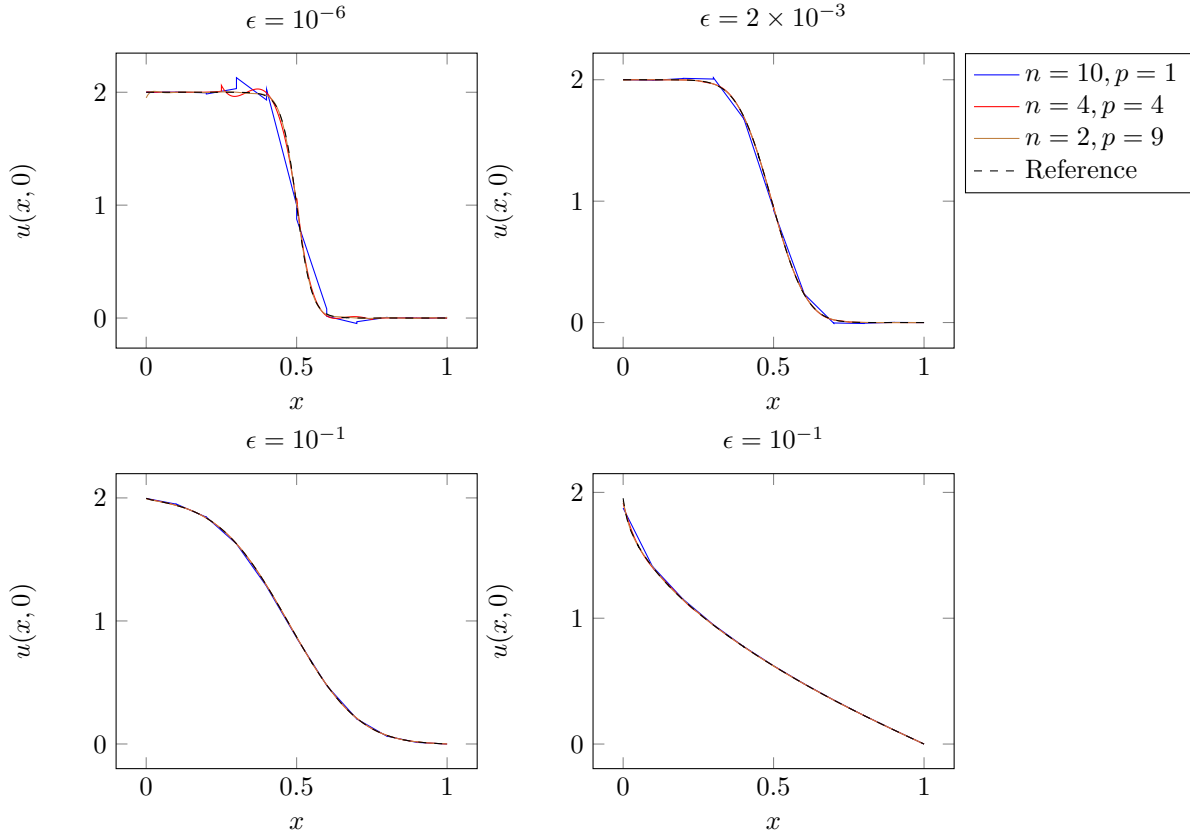 ϵ = 10⁻⁶
u(x, 0)
2
1
0
0
0.5
1
x
ϵ = 2 × 10⁻³
u(x, 0)
2
1
0
0
0.5
1
x
n = 10, p = 1
n = 4, p = 4
n = 2, p = 9
Reference
ϵ = 10⁻¹
u(x, 0)
2
1
0
0
0.5
1
x
ϵ = 10⁻¹
u(x, 0)
2
1
0
0
0.5
1
x